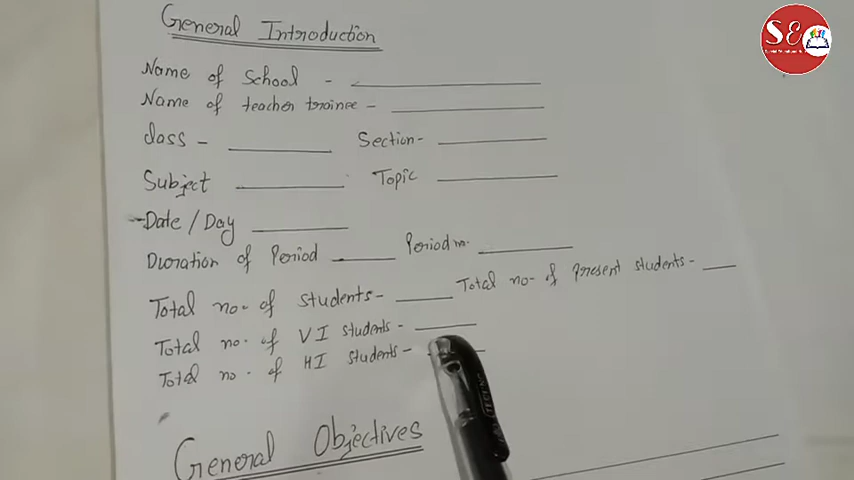 General Introduction
Name of School -
Name of teacher trainee -
Class - Section -
Subject Topic
Date / Day
Duration of Period Period no.
Total no. of students - Total no. of Present students -
Total no. of VI students -
Total no. of HI students -
General Objectives
SE